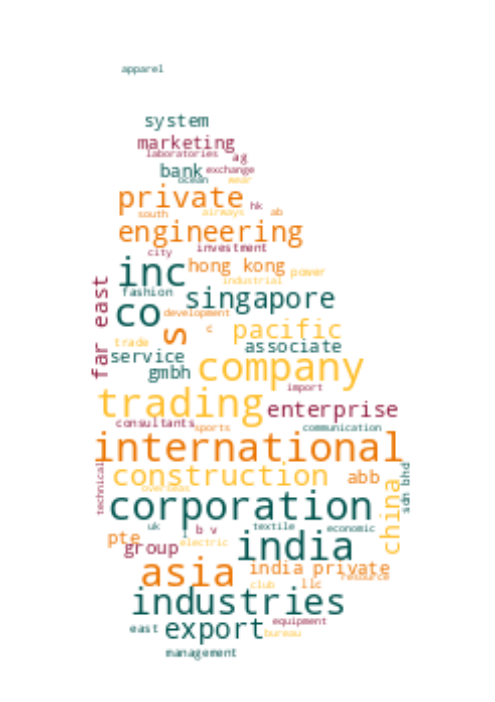 apparel
system
marketing
laboratories ag
bank exchange
ocean wear
private
south airways hk ab
engineering
city investment
inc hong kong power
industrial
fashion singapore
far east
co development
s c pacific
trade associate
service
gmbh company
import
trading enterprise
consultants sports communication
international
technical construction abb
sdn bhd
overseas
corporation china
uk l b v textile economic
pte electric india
group
asia india private
resource
club llc
industries
east export equipment
bureau
management